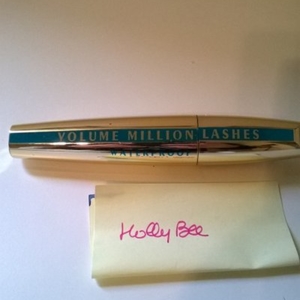 VOLUME MILLION LASHES
WATERPROOF
Holly Bee